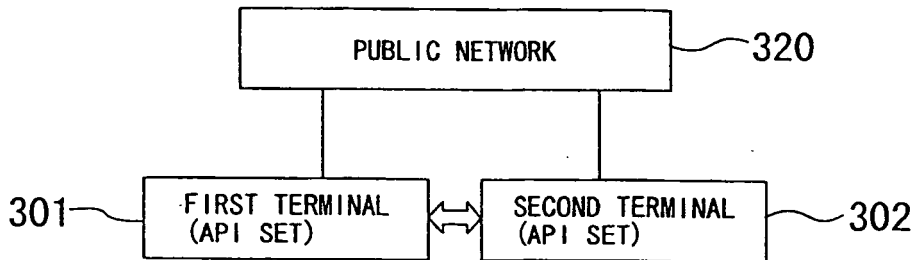 PUBLIC NETWORK
320
301
FIRST TERMINAL
(API SET)
SECOND TERMINAL
(API SET)
302